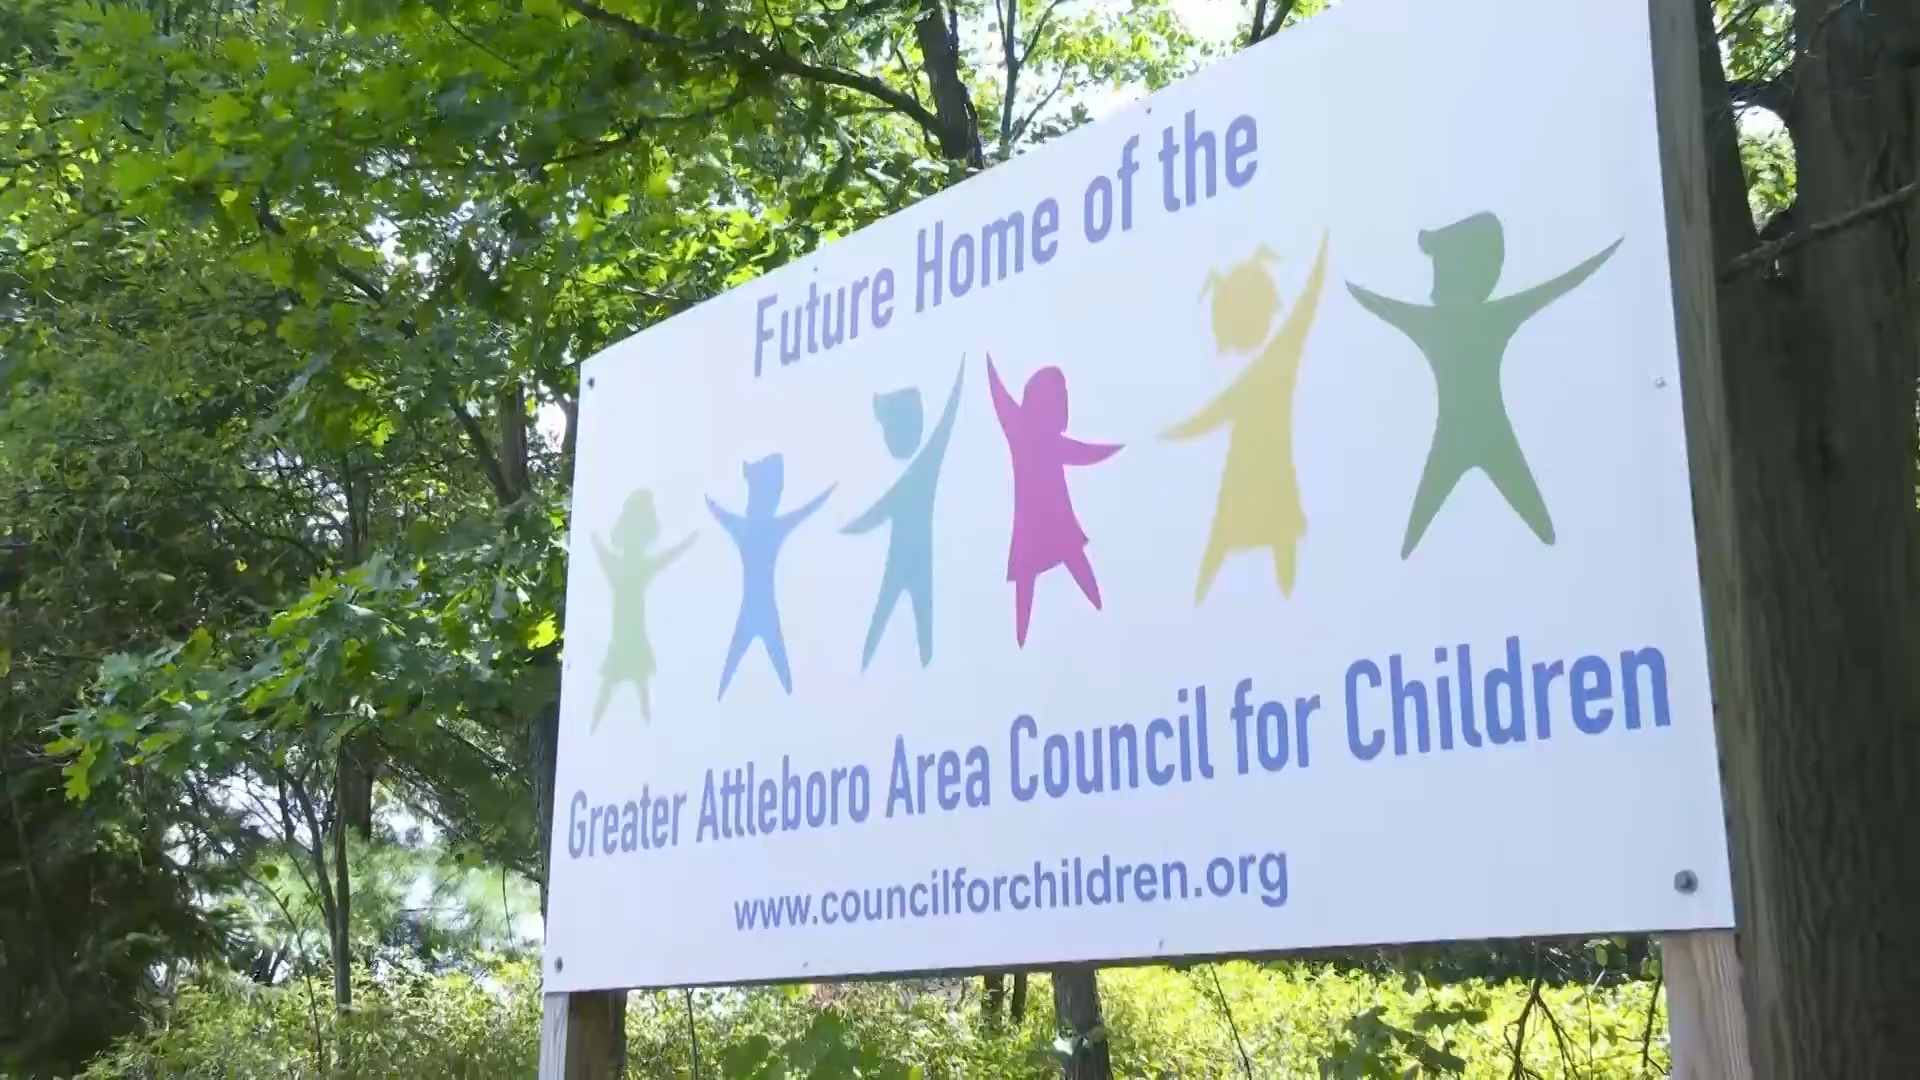 Future Home of the
Greater Attleboro Area Council for Children
www.councilforchildren.org